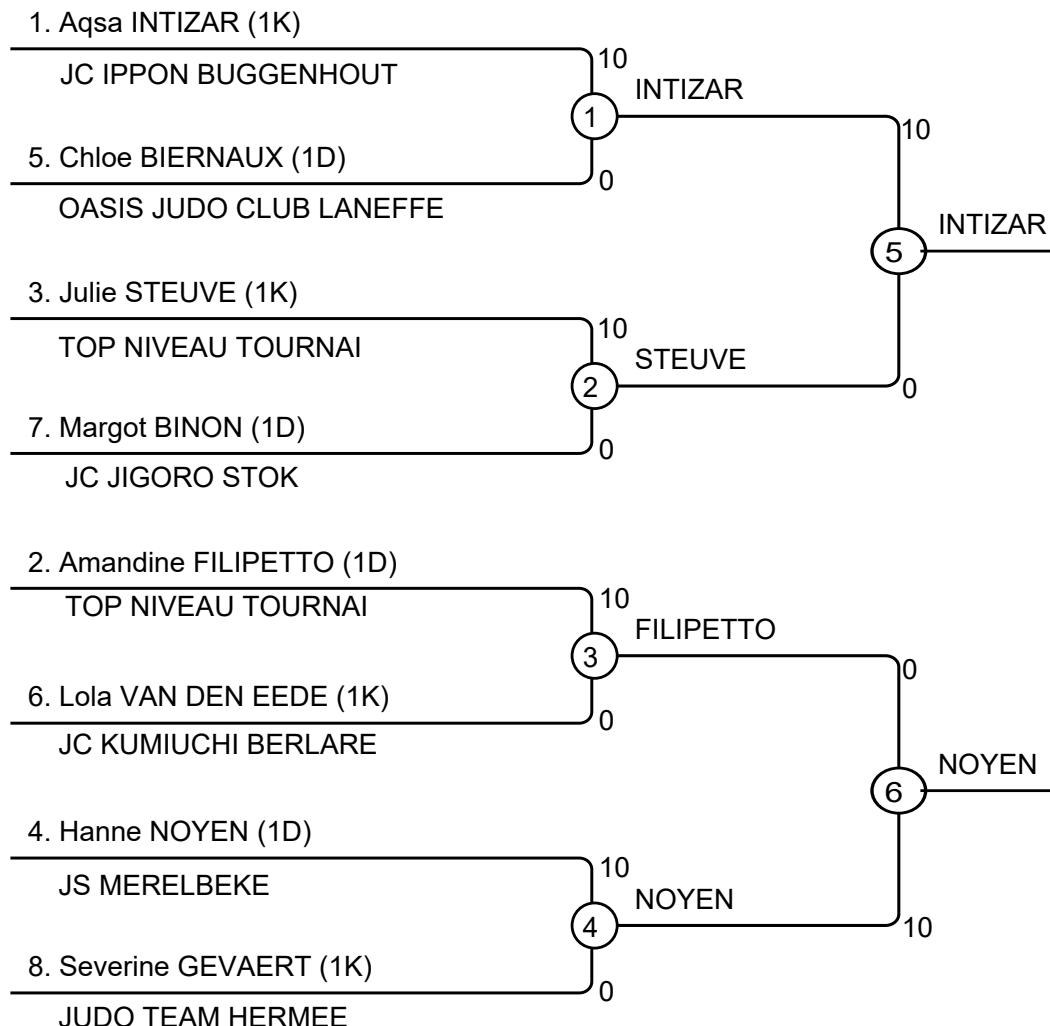 1. Aqsa INTIZAR (1K)
JC IPPON BUGGENHOUT
10
INTIZAR
1
10
5. Chloe BIERNAUX (1D)
0
OASIS JUDO CLUB LANEFFE
INTIZAR
5
3. Julie STEUVE (1K)
10
TOP NIVEAU TOURNAI
STEUVE
2
0
7. Margot BINON (1D)
0
JC JIGORO STOK
2. Amandine FILIPETTO (1D)
10
TOP NIVEAU TOURNAI
FILIPETTO
3
0
6. Lola VAN DEN EEDE (1K)
0
JC KUMIUCHI BERLARE
NOYEN
6
4. Hanne NOYEN (1D)
10
JS MERELBEKE
NOYEN
4
10
8. Severine GEVAERT (1K)
0
JUDO TEAM HERMEE